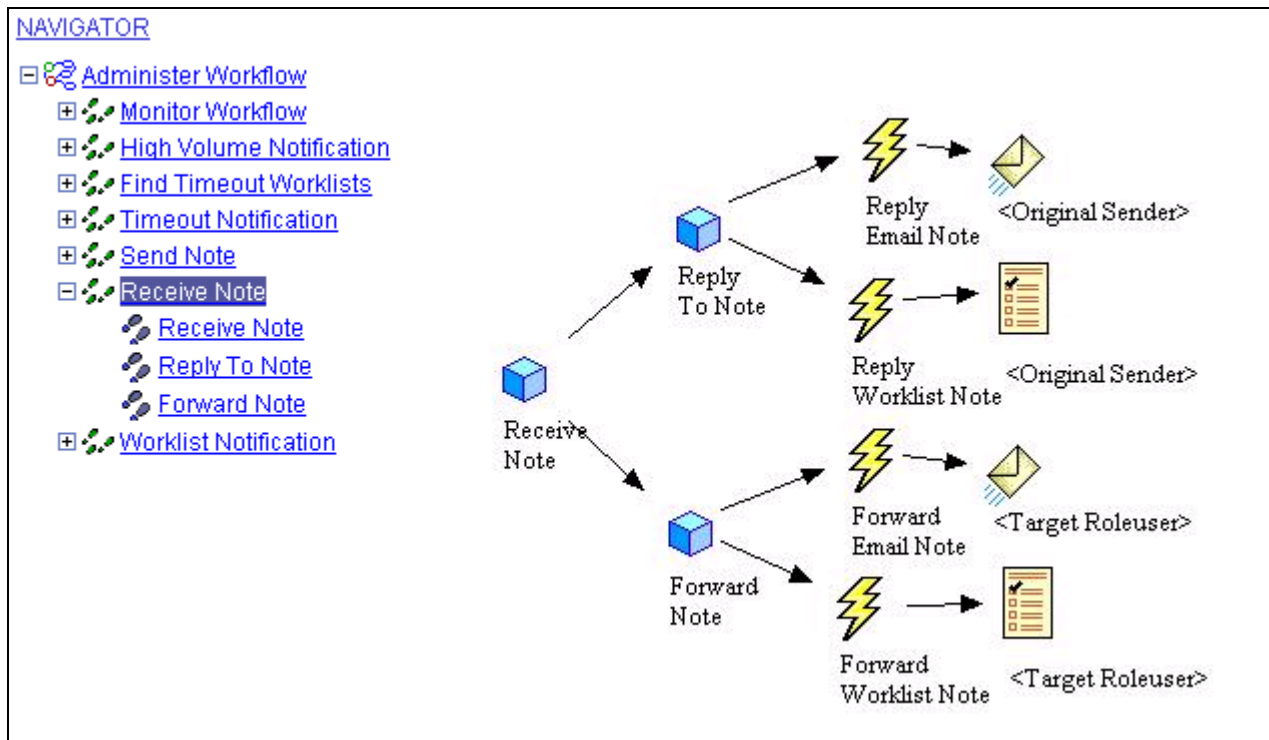 NAVIGATOR
Administer Workflow
Monitor Workflow
High Volume Notification
Find Timeout Worklists
Timeout Notification
Send Note
Receive Note
Receive Note
Reply To Note
Forward Note
Worklist Notification
Reply
Email Note
<Original Sender>
Reply
To Note
Reply
Worklist Note
<Original Sender>
Receive
Note
Forward
Email Note
<Target Roleuser>
Forward
Note
Forward
Worklist Note
<Target Roleuser>